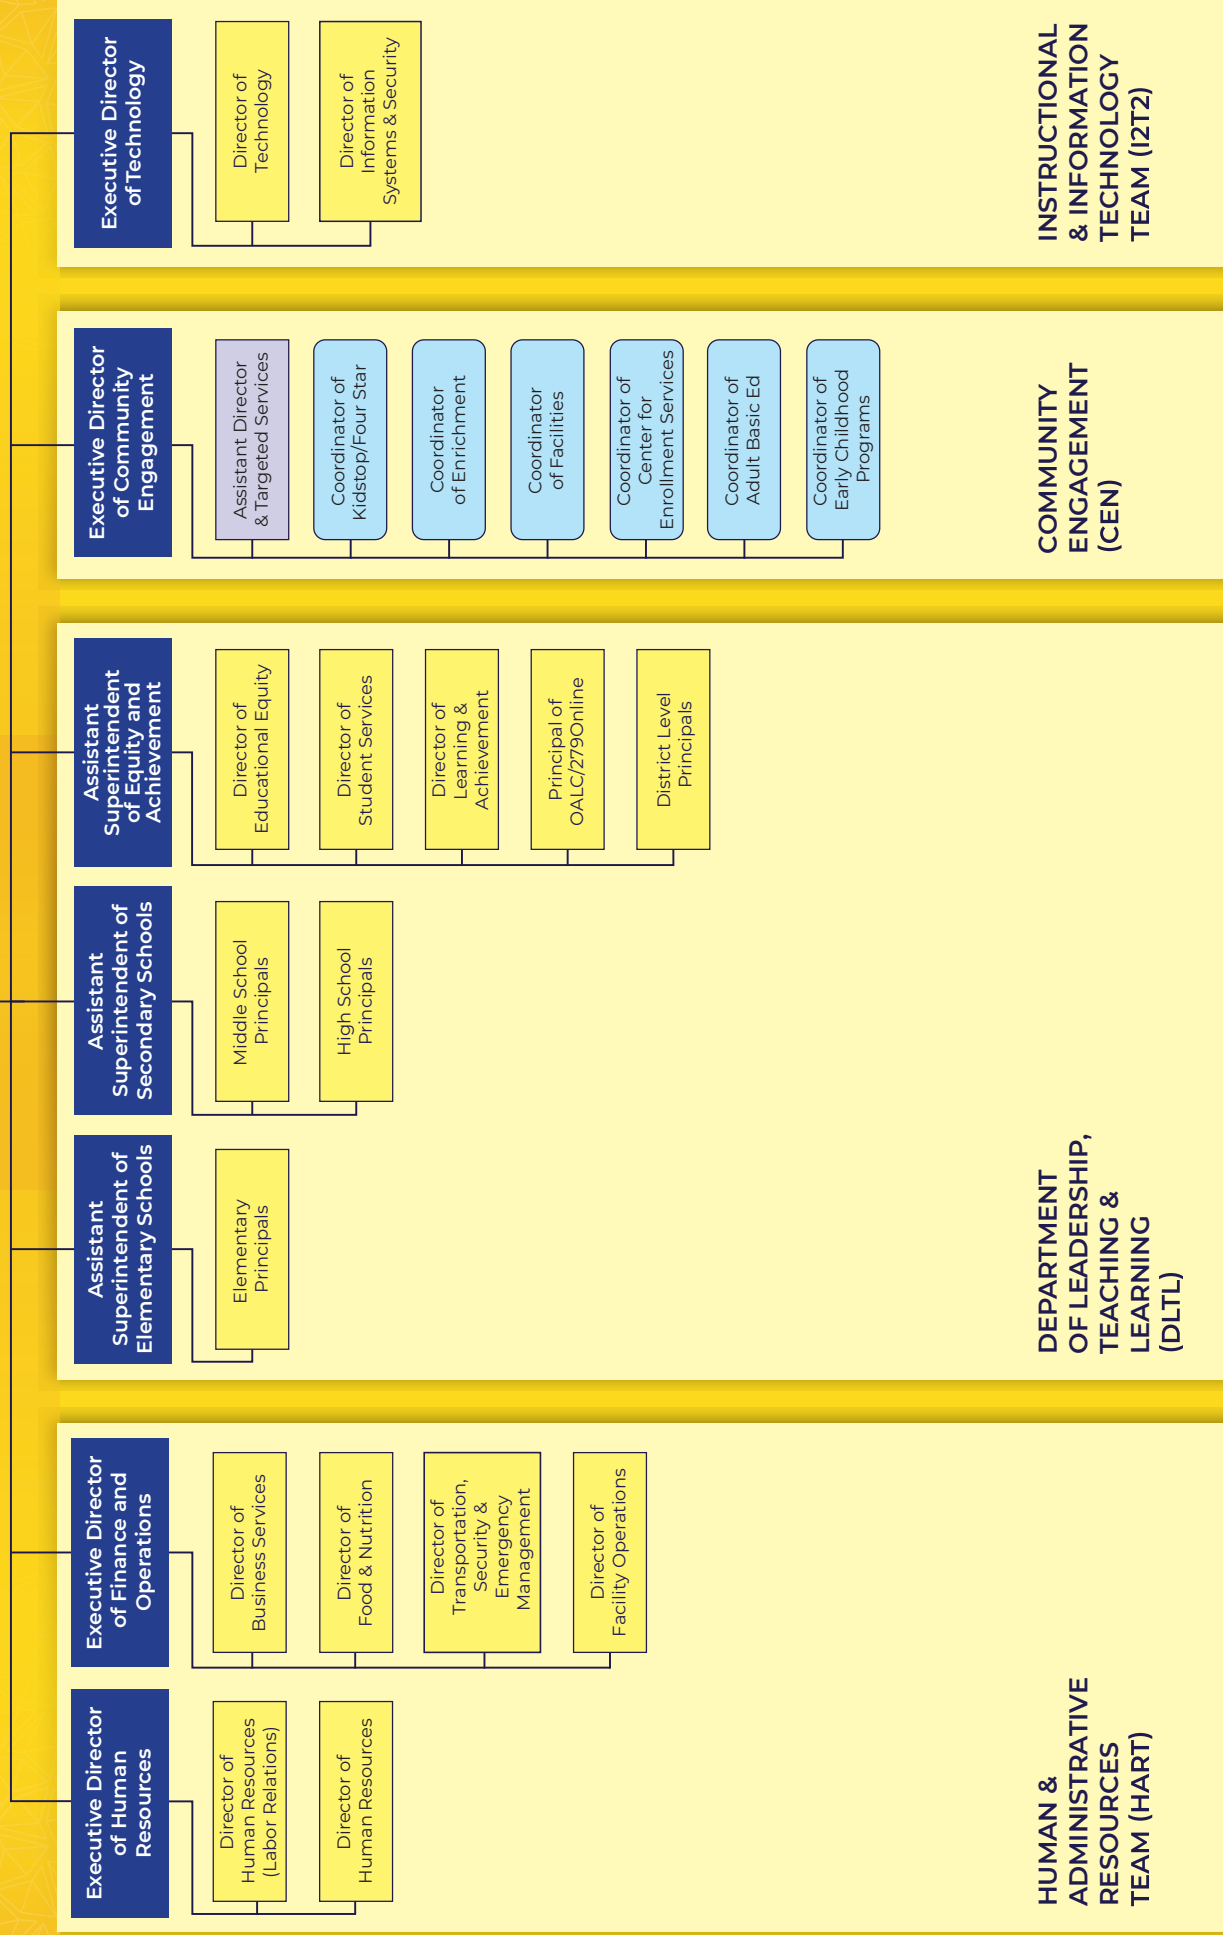 Executive Director
of Human
Resources
Director of
Human Resources
(Labor Relations)
Director of
Human Resources
Executive Director
of Finance and
Operations
Director of
Business Services
Director of
Food & Nutrition
Director of
Transportation,
Security &
Emergency
Management
Director of
Facility Operations
HUMAN &
ADMINISTRATIVE
RESOURCES
TEAM (HART)
Assistant
Superintendent of
Elementary Schools
Elementary
Principals
Assistant
Superintendent of
Secondary Schools
Middle School
Principals
High School
Principals
Assistant
Superintendent
of Equity and
Achievement
Director of
Educational Equity
Director of
Student Services
Director of
Learning &
Achievement
Principal of
OALC/279Online
District Level
Principals
DEPARTMENT
OF LEADERSHIP,
TEACHING &
LEARNING
(DLTL)
Executive Director
of Community
Engagement
Assistant Director
& Targeted Services
Coordinator of
Kidstop/Four Star
Coordinator
of Enrichment
Coordinator
of Facilities
Coordinator of
Center for
Enrollment Services
Coordinator of
Adult Basic Ed
Coordinator of
Early Childhood
Programs
COMMUNITY
ENGAGEMENT
(CEN)
Executive Director
of Technology
Director of
Technology
Director of
Information
Systems & Security
INSTRUCTIONAL
& INFORMATION
TECHNOLOGY
TEAM (I2T2)